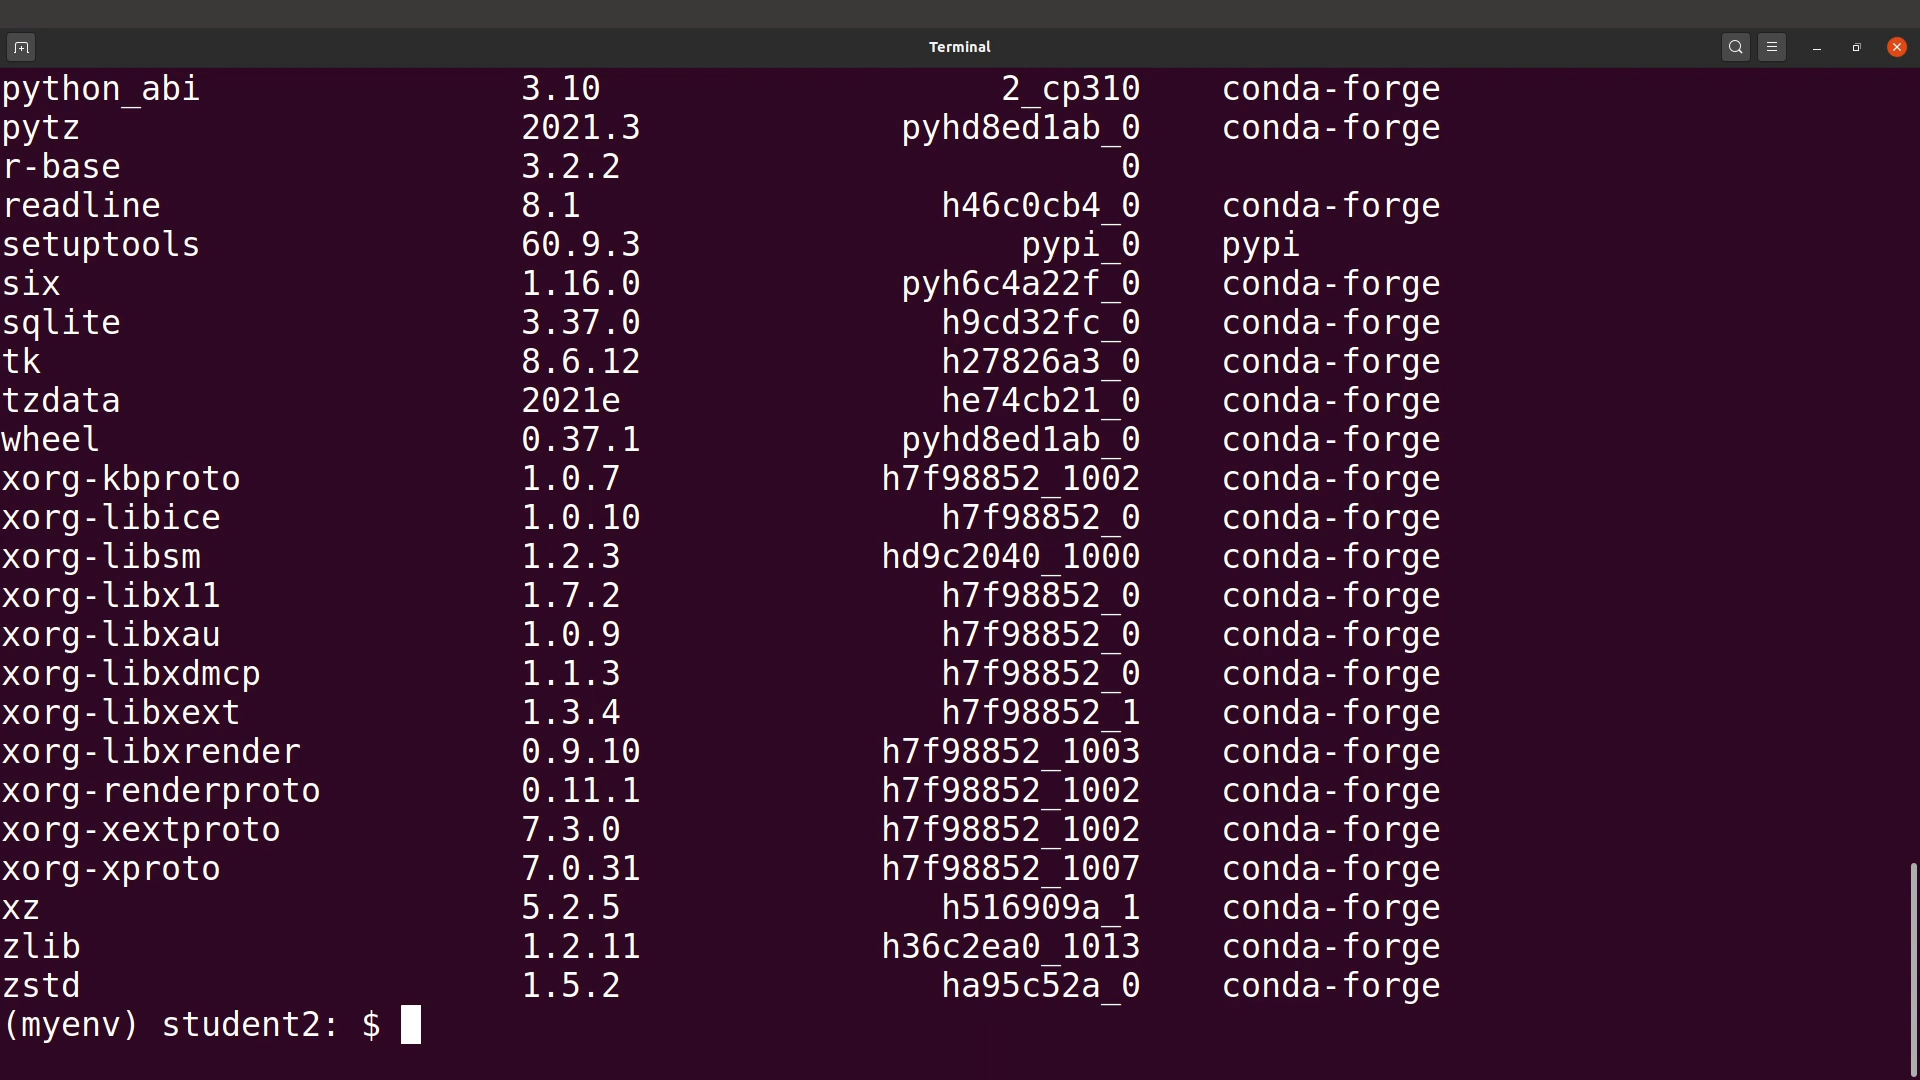 Terminal
python_abi 3.10 2_cp310 conda-forge
pytz 2021.3 pyhd8ed1ab_0 conda-forge
r-base 3.2.2 0
readline 8.1 h46c0cb4_0 conda-forge
setuptools 60.9.3 pypi_0 pypi
six 1.16.0 pyh6c4a22f_0 conda-forge
sqlite 3.37.0 h9cd32fc_0 conda-forge
tk 8.6.12 h27826a3_0 conda-forge
tzdata 2021e he74cb21_0 conda-forge
wheel 0.37.1 pyhd8ed1ab_0 conda-forge
xorg-kbproto 1.0.7 h7f98852_1002 conda-forge
xorg-libice 1.0.10 h7f98852_0 conda-forge
xorg-libsm 1.2.3 hd9c2040_1000 conda-forge
xorg-libx11 1.7.2 h7f98852_0 conda-forge
xorg-libxau 1.0.9 h7f98852_0 conda-forge
xorg-libxdmcp 1.1.3 h7f98852_0 conda-forge
xorg-libxext 1.3.4 h7f98852_1 conda-forge
xorg-libxrender 0.9.10 h7f98852_1003 conda-forge
xorg-renderproto 0.11.1 h7f98852_1002 conda-forge
xorg-xextproto 7.3.0 h7f98852_1002 conda-forge
xorg-xproto 7.0.31 h7f98852_1007 conda-forge
xz 5.2.5 h516909a_1 conda-forge
zlib 1.2.11 h36c2ea0_1013 conda-forge
zstd 1.5.2 ha95c52a_0 conda-forge
(myenv) student2: $